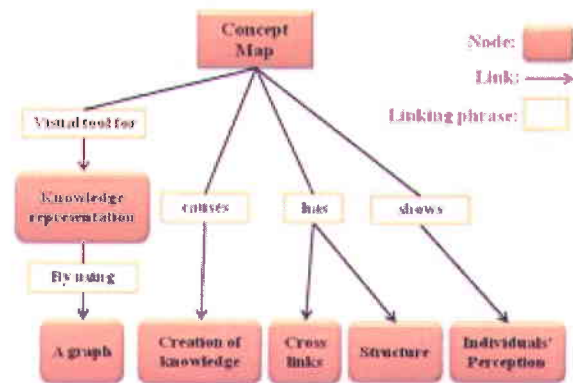 Concept
Map
Node:
Link:
Linking phrase:
Visual tool for
Knowledge
representation
causes
has
shows
By using
A graph
Creation of
knowledge
Cross
links
Structure
Individuals'
Perception